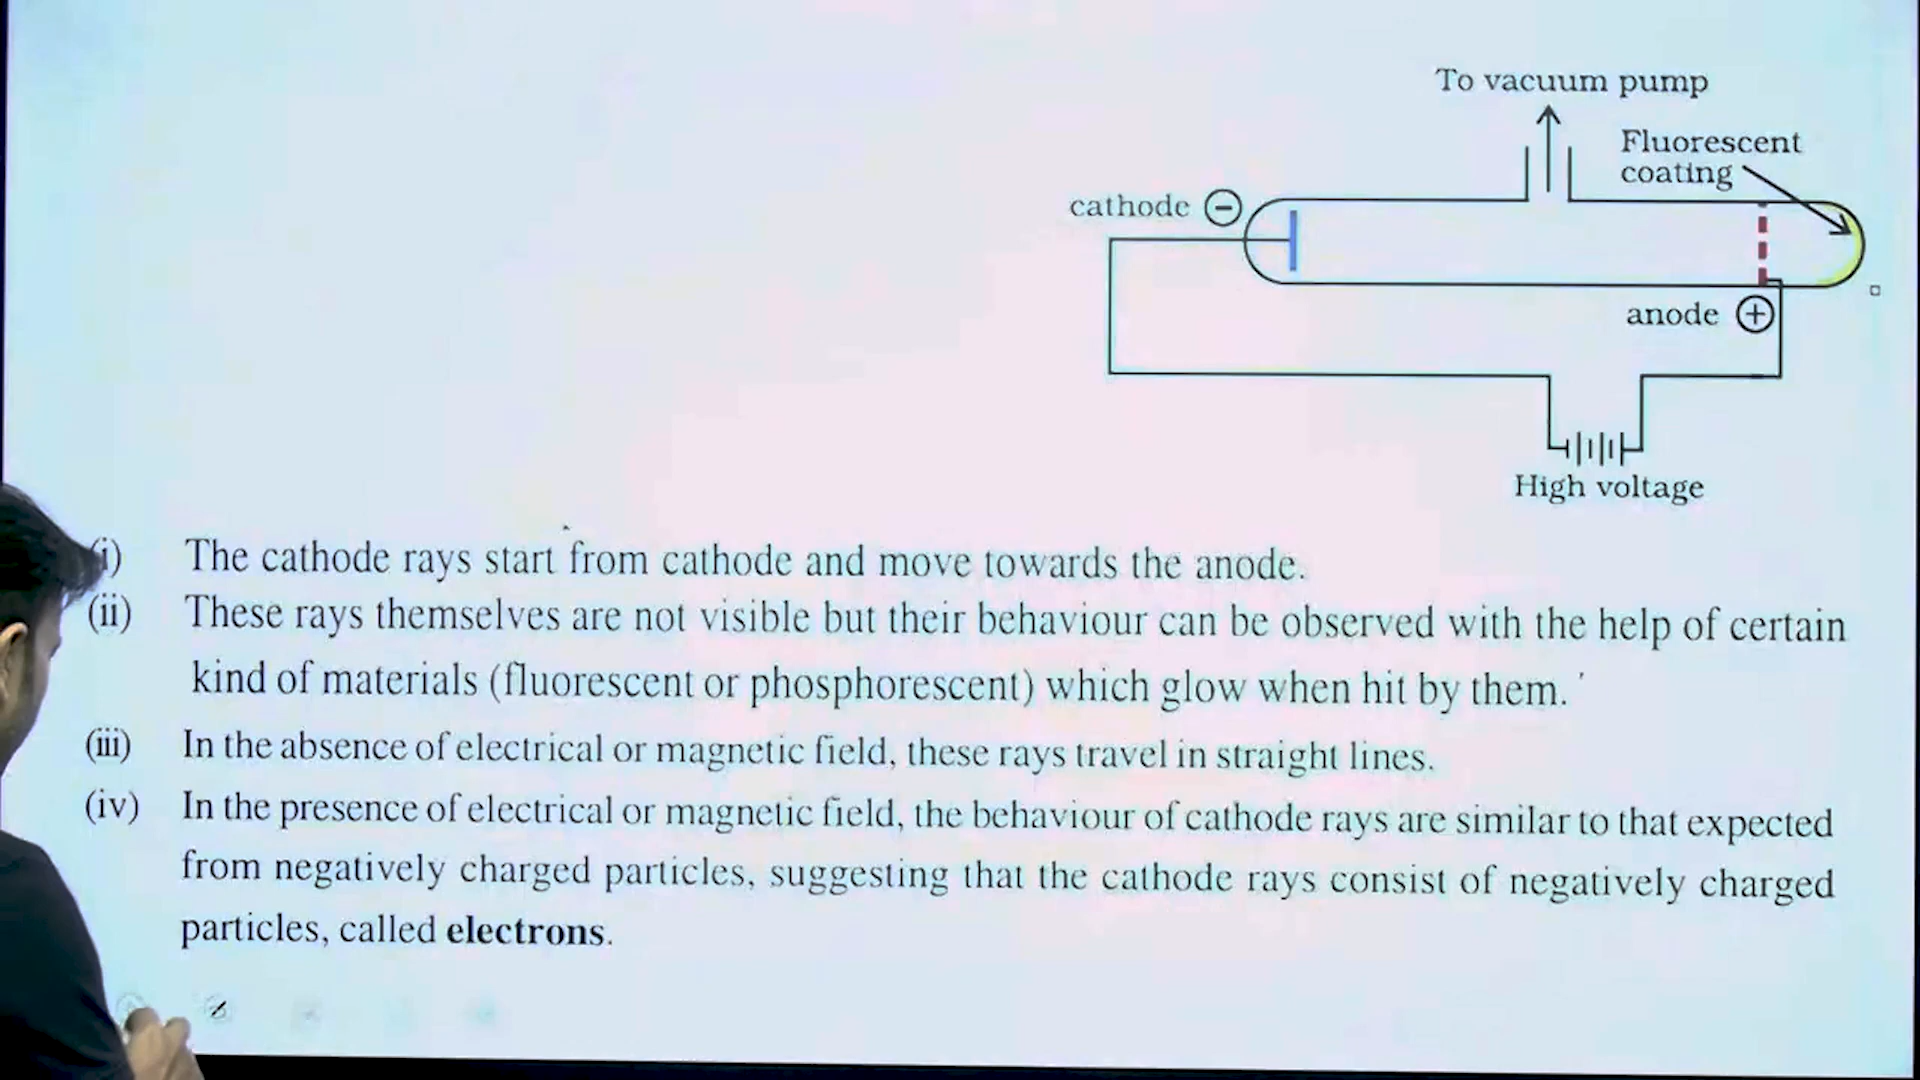 To vacuum pump
Fluorescent
coating
cathode −
anode +
High voltage
(i) The cathode rays start from cathode and move towards the anode.
(ii) These rays themselves are not visible but their behaviour can be observed with the help of certain
kind of materials (fluorescent or phosphorescent) which glow when hit by them.
(iii) In the absence of electrical or magnetic field, these rays travel in straight lines.
(iv) In the presence of electrical or magnetic field, the behaviour of cathode rays are similar to that expected
from negatively charged particles, suggesting that the cathode rays consist of negatively charged
particles, called electrons.